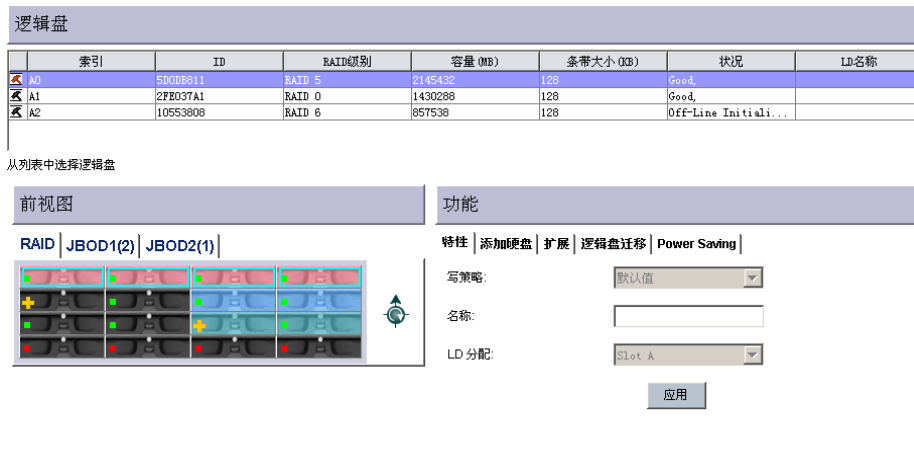 逻辑盘
索引 ID RAID级别 容量(MB) 条带大小(KB) 状况 LD名称
A0 5D0DB811 RAID 5 2145432 128 Good,
A1 2FE037A1 RAID 0 1430288 128 Good,
A2 10553808 RAID 6 857538 128 Off-Line Initiali...
从列表中选择逻辑盘
前视图 功能
RAID JBOD1(2) JBOD2(1) 特性 添加硬盘 扩展 逻辑盘迁移 Power Saving
写策略: 默认值
名称:
LD 分配: Slot A
应用